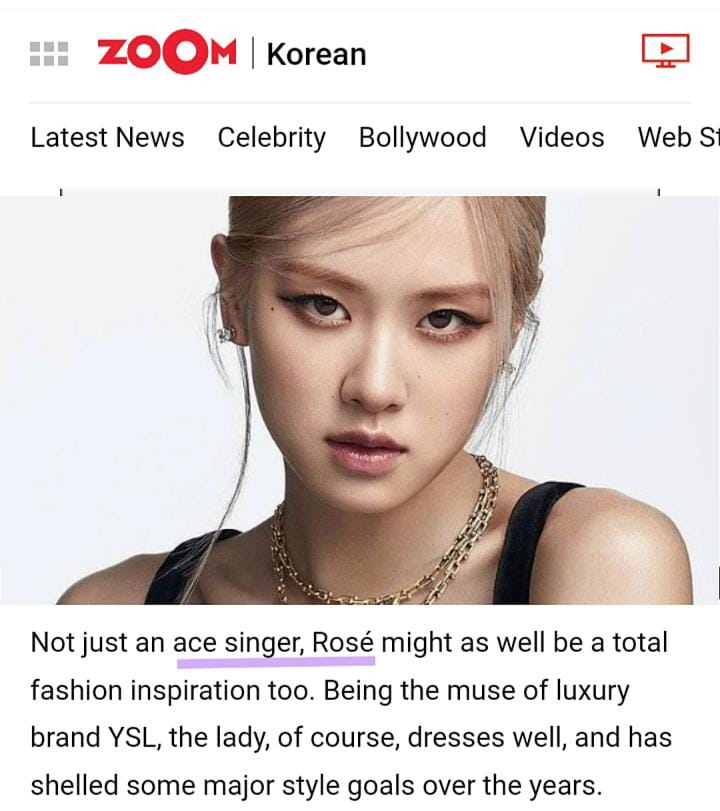 ZOOM | Korean
Latest News Celebrity Bollywood Videos Web St
Not just an ace singer, Rosé might as well be a total
fashion inspiration too. Being the muse of luxury
brand YSL, the lady, of course, dresses well, and has
shelled some major style goals over the years.